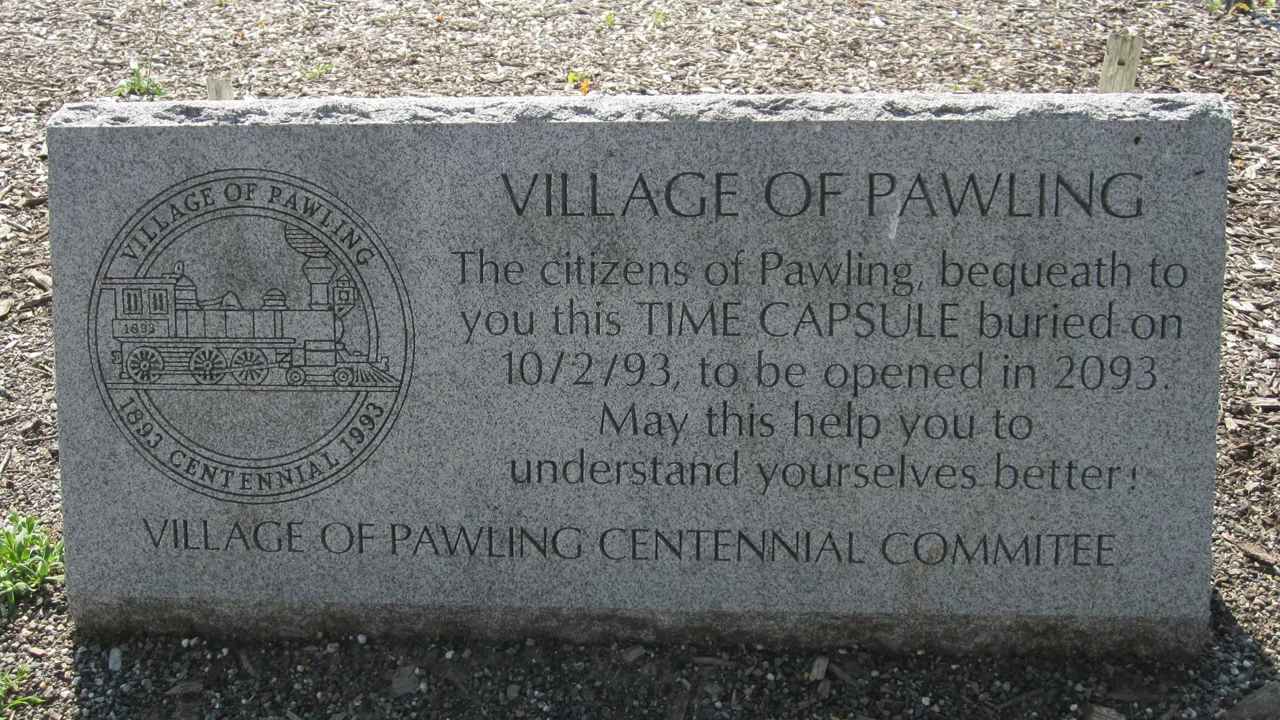 VILLAGE OF PAWLING
1893
1893 CENTENNIAL 1993
VILLAGE OF PAWLING
The citizens of Pawling, bequeath to
you this TIME CAPSULE buried on
10/2/93, to be opened in 2093.
May this help you to
understand yourselves better!
VILLAGE OF PAWLING CENTENNIAL COMMITEE